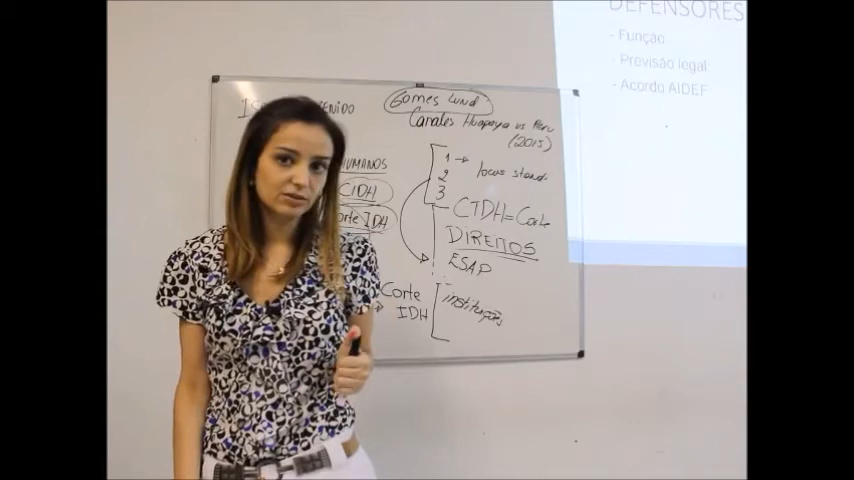 DEFENSORES
- Função
- Previsão legal
- Acordo AIDEF
Gomes Lund
Canales Huapaya vs Peru
(2015)
HUMANOS
1 → locus standi
2
3
CIDH
Corte IDH
CTDH = Corte
DIREITOS
ESAP
Corte
IDH
instituições